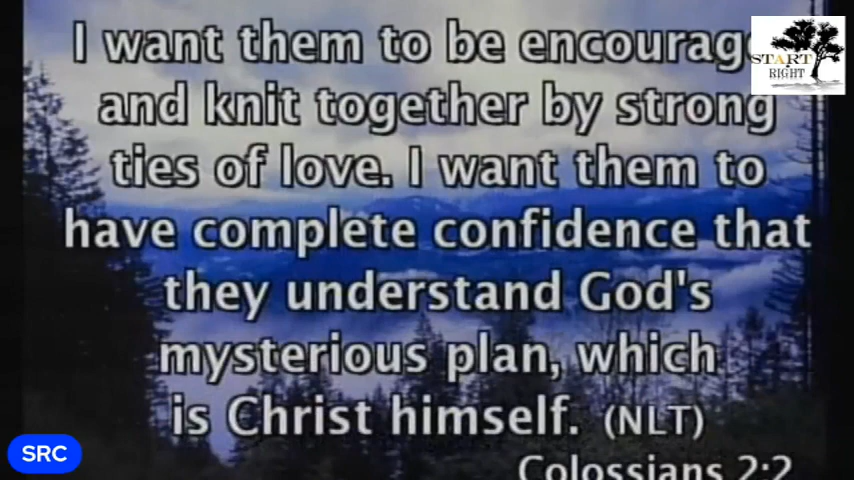 I want them to be encourage
and knit together by strong
ties of love. I want them to
have complete confidence that
they understand God's
mysterious plan, which
is Christ himself. (NLT)
Colossians 2:2
START
RIGHT
SRC